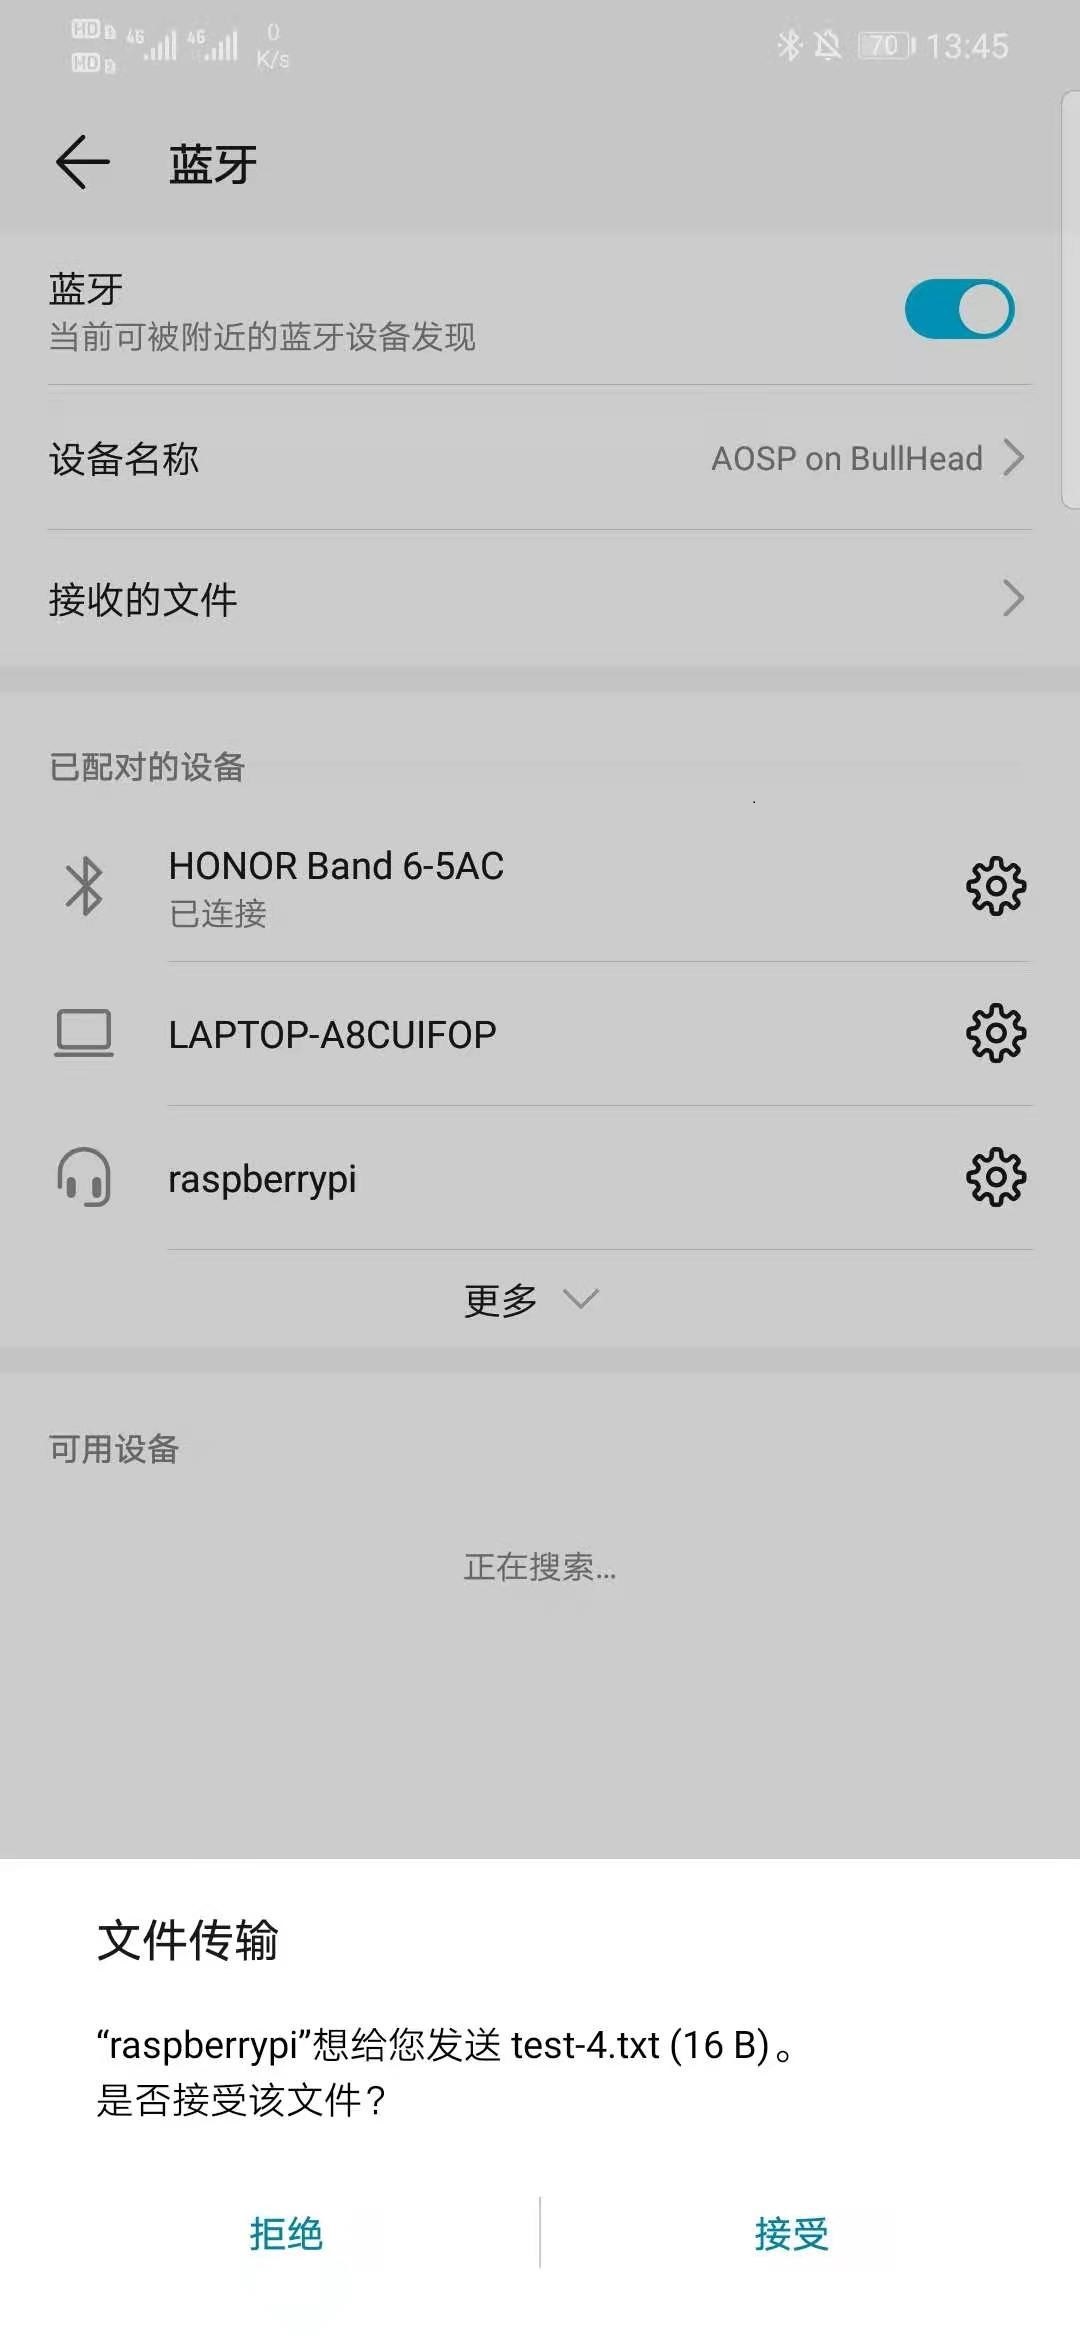 HD 2 4G 4G 0
HD 2 K/s
70 13:45
蓝牙
蓝牙
当前可被附近的蓝牙设备发现
设备名称 AOSP on BullHead
接收的文件
已配对的设备
HONOR Band 6-5AC
已连接
LAPTOP-A8CUIFOP
raspberrypi
更多
可用设备
正在搜索...
文件传输
“raspberrypi”想给您发送 test-4.txt (16 B)。
是否接受该文件？
拒绝 接受